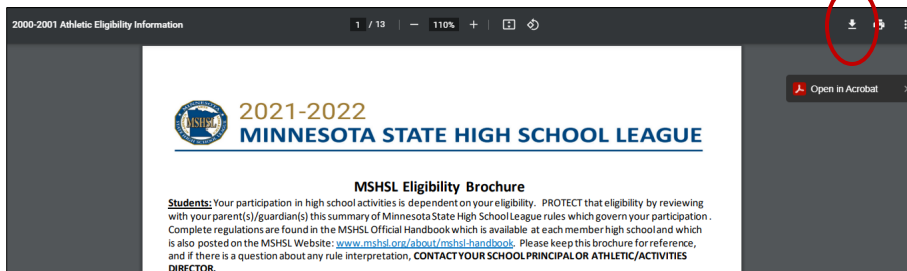 2000-2001 Athletic Eligibility Information
1 / 13 | − 110% +
Open in Acrobat
MINNESOTA
MSHSL
2021-2022
MINNESOTA STATE HIGH SCHOOL LEAGUE
MSHSL Eligibility Brochure
Students: Your participation in high school activities is dependent on your eligibility. PROTECT that eligibility by reviewing
with your parent(s)/guardian(s) this summary of Minnesota State High School League rules which govern your participation.
Complete regulations are found in the MSHSL Official Handbook which is available at each member high school and which
is also posted on the MSHSL Website: www.mshsl.org/about/mshsl-handbook. Please keep this brochure for reference,
and if there is a question about any rule interpretation, CONTACT YOUR SCHOOL PRINCIPAL OR ATHLETIC/ACTIVITIES
DIRECTOR.